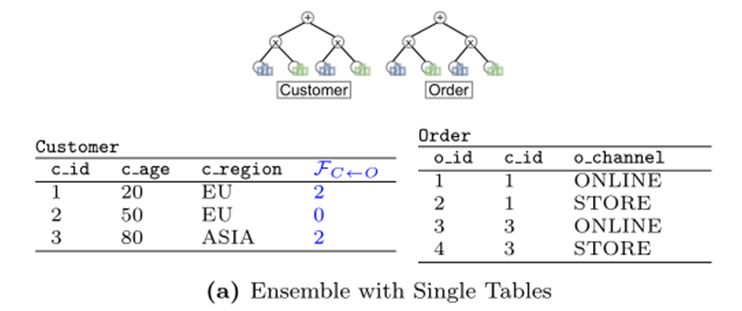 + +
x x x x
Customer Order
Customer
c_id c_age c_region F_{C←O}
1 20 EU 2
2 50 EU 0
3 80 ASIA 2
Order
o_id c_id o_channel
1 1 ONLINE
2 1 STORE
3 3 ONLINE
4 3 STORE
(a) Ensemble with Single Tables